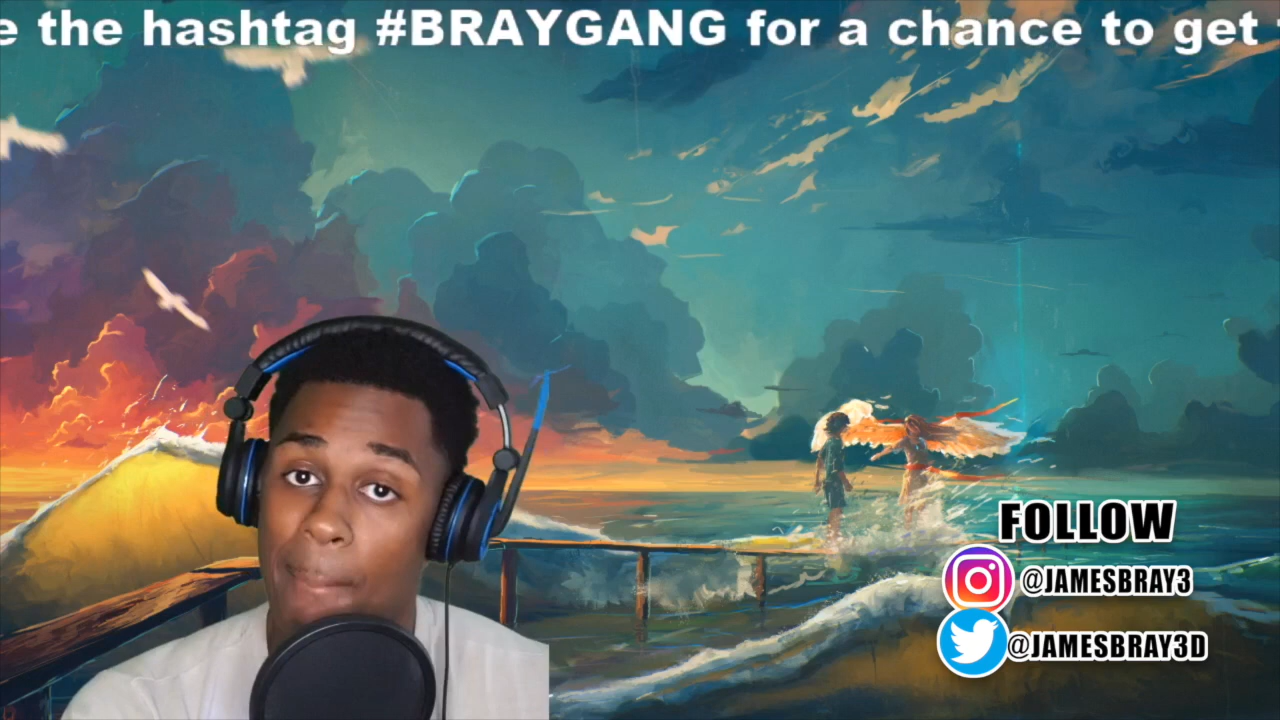 e the hashtag #BRAYGANG for a chance to get
FOLLOW
@JAMESBRAY3
@JAMESBRAY3D